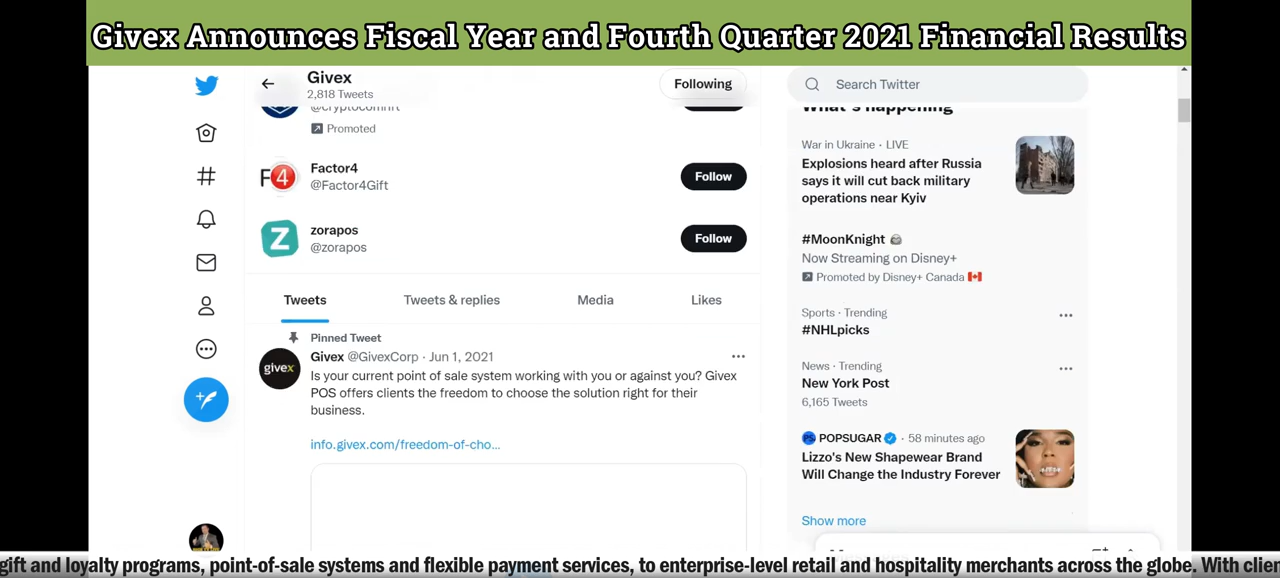 Givex Announces Fiscal Year and Fourth Quarter 2021 Financial Results
Givex
2,818 Tweets
Following
@cryptocomnft
Promoted
Factor4
@Factor4Gift
Follow
F4
zorapos
@zorapos
Follow
Z
Tweets
Tweets & replies
Media
Likes
Pinned Tweet
Givex @GivexCorp · Jun 1, 2021
givex
Is your current point of sale system working with you or against you? Givex
POS offers clients the freedom to choose the solution right for their
business.
info.givex.com/freedom-of-cho...
Search Twitter
What's happening
War in Ukraine · LIVE
Explosions heard after Russia
says it will cut back military
operations near Kyiv
#MoonKnight
Now Streaming on Disney+
Promoted by Disney+ Canada
Sports · Trending
#NHLpicks
News · Trending
New York Post
6,165 Tweets
POPSUGAR · 58 minutes ago
Lizzo's New Shapewear Brand
Will Change the Industry Forever
Show more
gift and loyalty programs, point-of-sale systems and flexible payment services, to enterprise-level retail and hospitality merchants across the globe. With clien